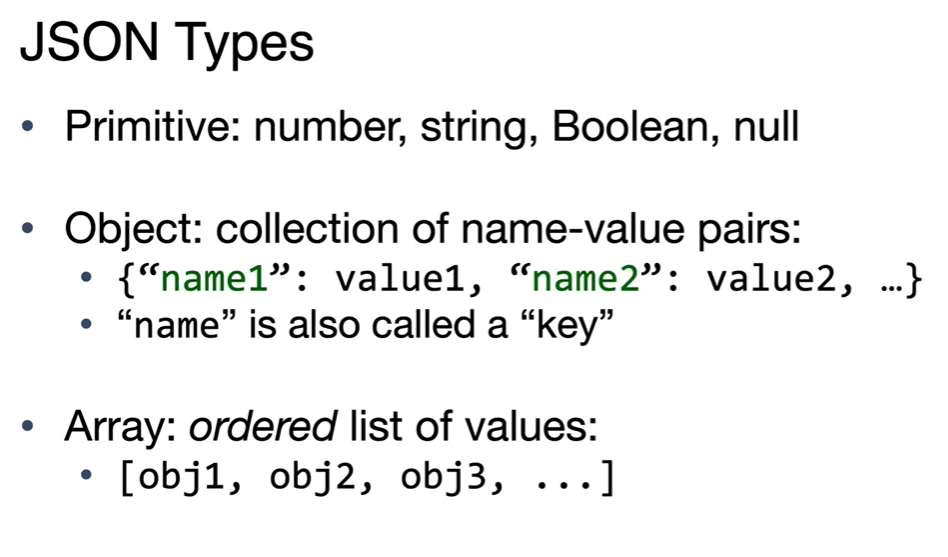 JSON Types
• Primitive: number, string, Boolean, null
• Object: collection of name-value pairs:
• {“name1”: value1, “name2”: value2, …}
• “name” is also called a “key”
• Array: ordered list of values:
• [obj1, obj2, obj3, ...]